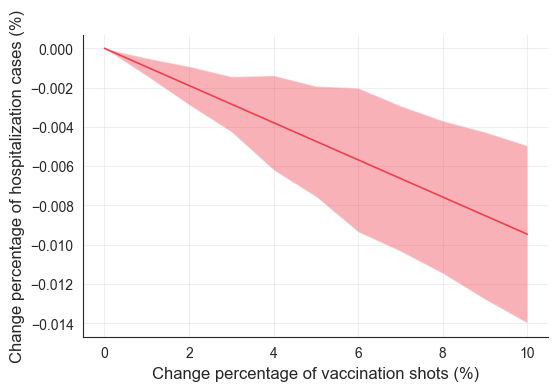 Change percentage of hospitalization cases (%)
0.000
−0.002
−0.004
−0.006
−0.008
−0.010
−0.012
−0.014
0 2 4 6 8 10
Change percentage of vaccination shots (%)